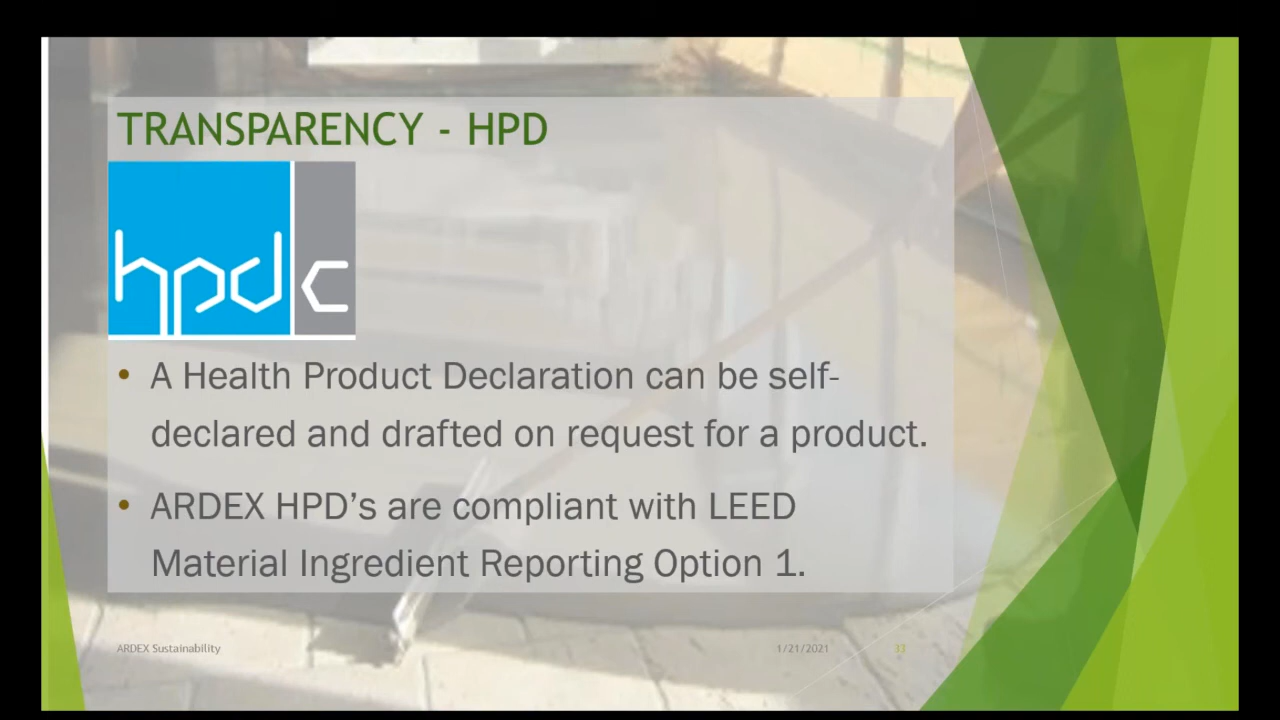 TRANSPARENCY - HPD
hpdc
• A Health Product Declaration can be self-
declared and drafted on request for a product.
• ARDEX HPD’s are compliant with LEED
Material Ingredient Reporting Option 1.
ARDEX Sustainability 1/21/2021 33